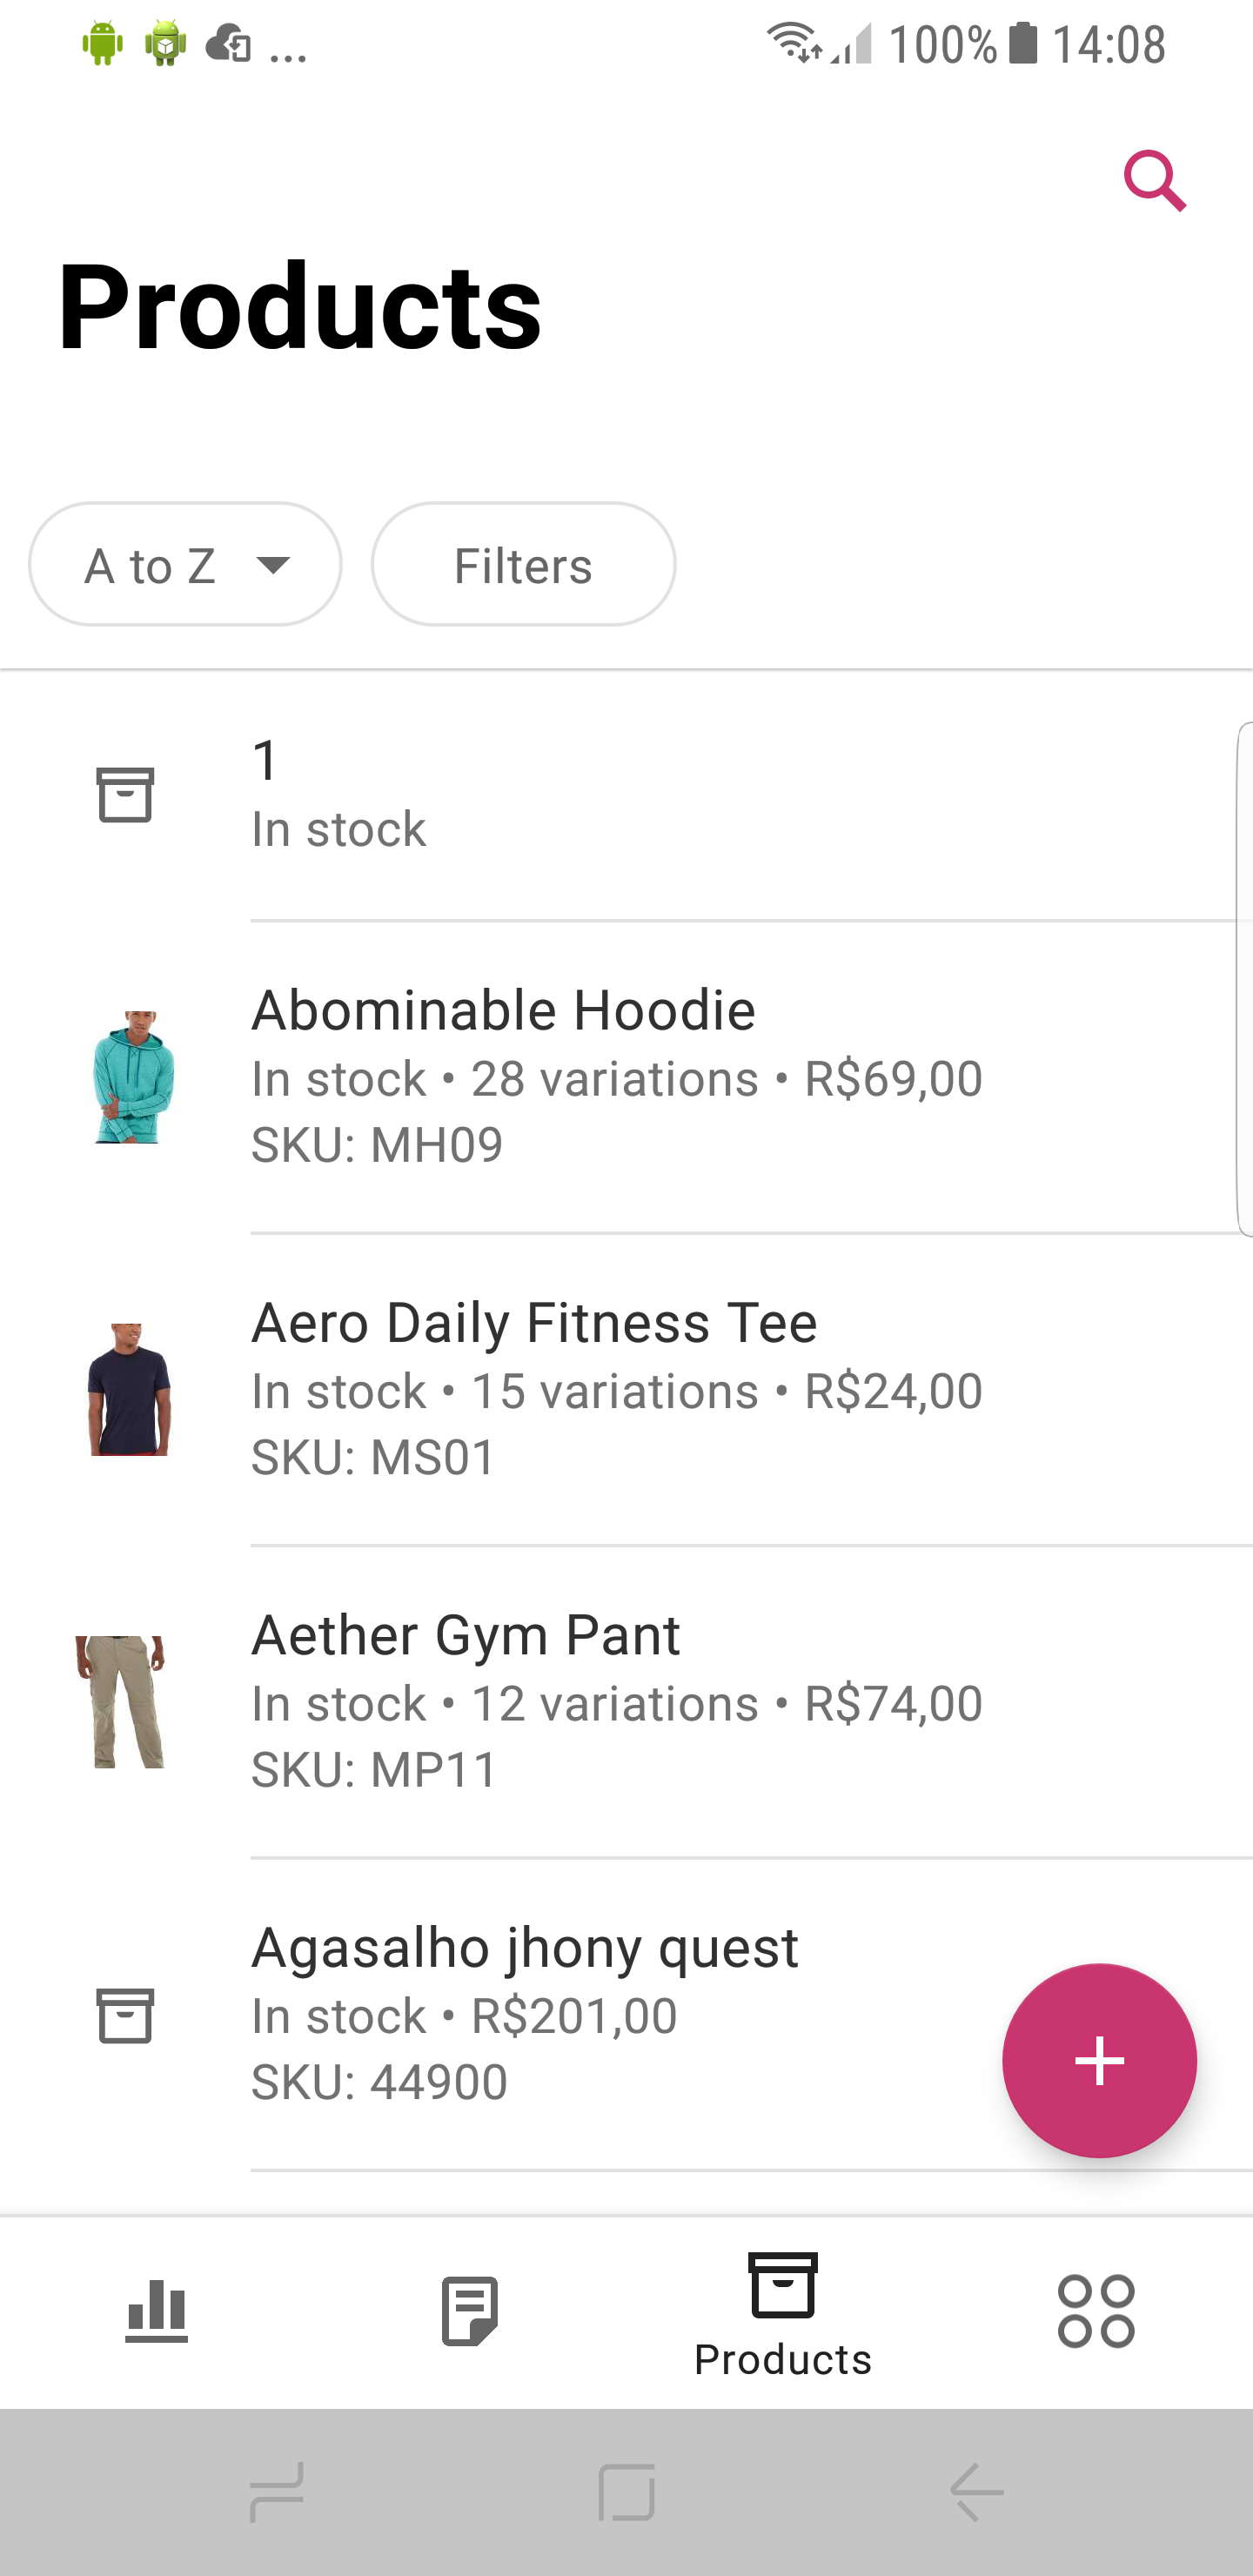 ... 100% 14:08
Products
A to Z Filters
1
In stock
Abominable Hoodie
In stock • 28 variations • R$69,00
SKU: MH09
Aero Daily Fitness Tee
In stock • 15 variations • R$24,00
SKU: MS01
Aether Gym Pant
In stock • 12 variations • R$74,00
SKU: MP11
Agasalho jhony quest
In stock • R$201,00
SKU: 44900
Products